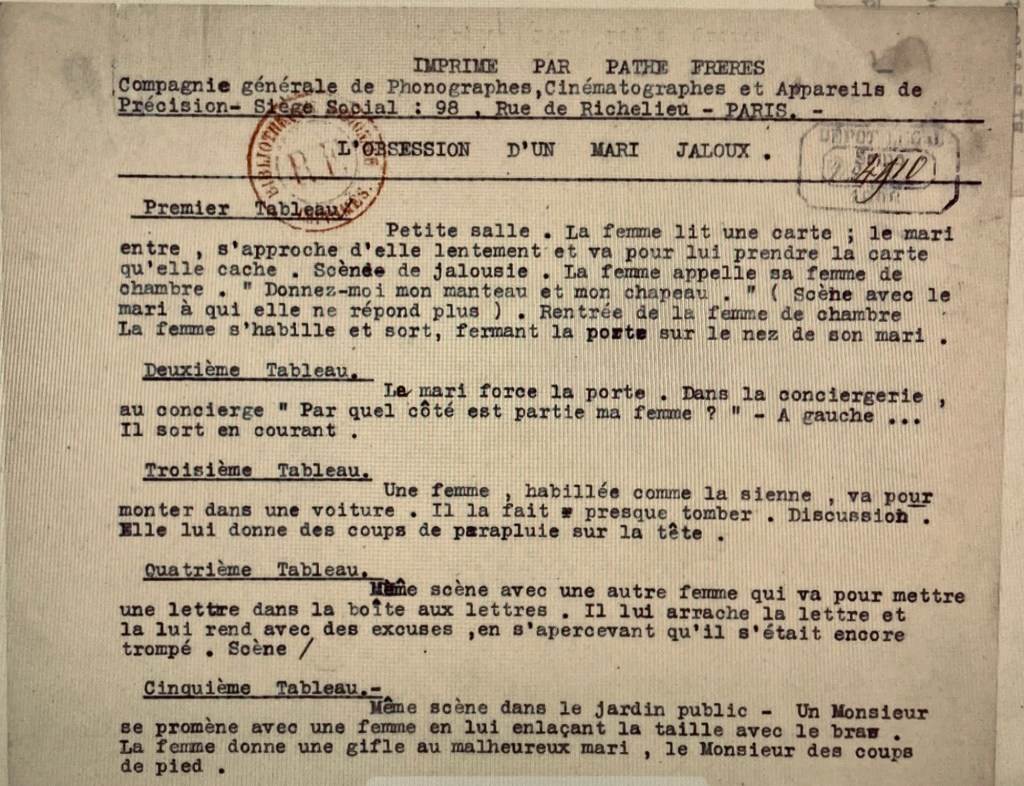 IMPRIME PAR PATHE FRERES
Compagnie générale de Phonographes,Cinématographes et Appareils de
Précision- Siège Social : 98 , Rue de Richelieu - PARIS. -
L'OBSESSION D'UN MARI JALOUX .
DEPOT LEGAL
4910
Premier Tableau.
Petite salle . La femme lit une carte ; le mari
entre , s'approche d'elle lentement et va pour lui prendre la carte
qu'elle cache . Scène de jalousie . La femme appelle sa femme de
chambre . " Donnez-moi mon manteau et mon chapeau . " ( Scène avec le
mari à qui elle ne répond plus ) . Rentrée de la femme de chambre
La femme s'habille et sort, fermant la porte sur le nez de son mari .
Deuxième Tableau.
Le mari force la porte . Dans la conciergerie ,
au concierge " Par quel côté est partie ma femme ? " - A gauche ...
Il sort en courant .
Troisième Tableau.
Une femme , habillée comme la sienne , va pour
monter dans une voiture . Il la fait presque tomber . Discussion .
Elle lui donne des coups de parapluie sur la tête .
Quatrième Tableau.
Même scène avec une autre femme qui va pour mettre
une lettre dans la boîte aux lettres . Il lui arrache la lettre et
la lui rend avec des excuses ,en s'apercevant qu'il s'était encore
trompé . Scène /
Cinquième Tableau.-
Même scène dans le jardin public - Un Monsieur
se promène avec une femme en lui enlaçant la taille avec le bras .
La femme donne une gifle au malheureux mari , le Monsieur des coups
de pied .